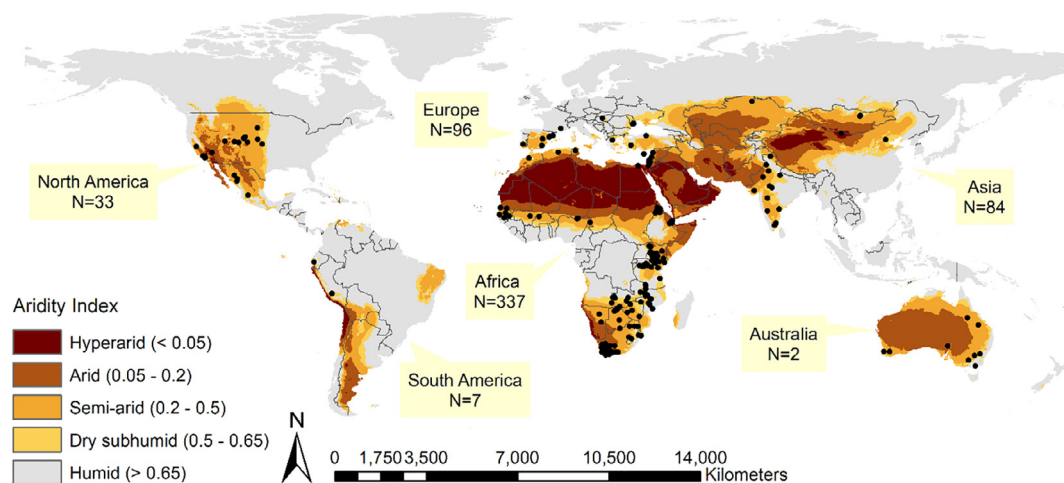 Europe
N=96
North America
N=33
Asia
N=84
Africa
N=337
Australia
N=2
South America
N=7
Aridity Index
Hyperarid (< 0.05)
Arid (0.05 - 0.2)
Semi-arid (0.2 - 0.5)
Dry subhumid (0.5 - 0.65)
Humid (> 0.65)
N
0 1,750 3,500 7,000 10,500 14,000
Kilometers